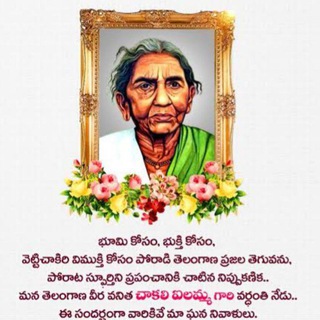 భూమి కోసం, భుక్తి కోసం,
వెట్టిచాకిరి విముక్తి కోసం పోరాడి తెలంగాణ ప్రజల తెగువను,
పోరాట స్ఫూర్తిని ప్రపంచానికి చాటిన నిప్పుకణిక..
మన తెలంగాణ వీర వనిత చాకలి ఐలమ్మ గారి వర్ధంతి నేడు..
ఈ సందర్భంగా వారికివే మా ఘన నివాళులు.